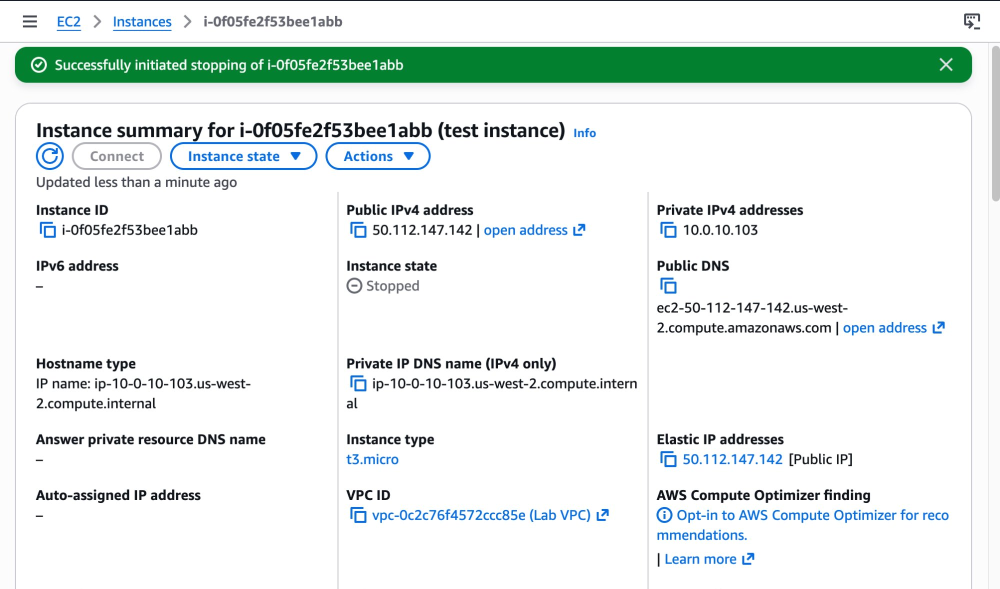 EC2 Instances i-0f05fe2f53bee1abb
Successfully initiated stopping of i-0f05fe2f53bee1abb
Instance summary for i-0f05fe2f53bee1abb (test instance) Info
Connect Instance state Actions
Updated less than a minute ago
Instance ID
i-0f05fe2f53bee1abb
Public IPv4 address
50.112.147.142 | open address
Private IPv4 addresses
10.0.10.103
IPv6 address
–
Instance state
Stopped
Public DNS
ec2-50-112-147-142.us-west-
2.compute.amazonaws.com | open address
Hostname type
IP name: ip-10-0-10-103.us-west-
2.compute.internal
Private IP DNS name (IPv4 only)
ip-10-0-10-103.us-west-2.compute.intern
al
Answer private resource DNS name
–
Instance type
t3.micro
Elastic IP addresses
50.112.147.142 [Public IP]
Auto-assigned IP address
–
VPC ID
vpc-0c2c76f4572ccc85e (Lab VPC)
AWS Compute Optimizer finding
Opt-in to AWS Compute Optimizer for reco
mmendations.
| Learn more